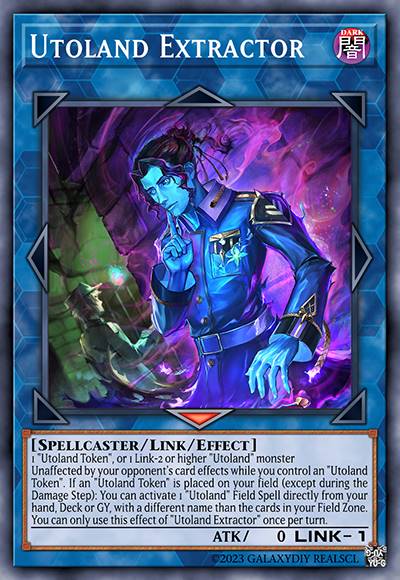 Utoland Extractor
DARK
闇
[Spellcaster/Link/Effect]
1 "Utoland Token", or 1 Link-2 or higher "Utoland" monster
Unaffected by your opponent's card effects while you control an "Utoland
Token". If an "Utoland Token" is placed on your field (except during the
Damage Step): You can activate 1 "Utoland" Field Spell directly from your
hand, Deck or GY, with a different name than the cards in your Field Zone.
You can only use this effect of "Utoland Extractor" once per turn.
ATK/ 0 LINK-1
©2023 GALAXYDIY REALSCL